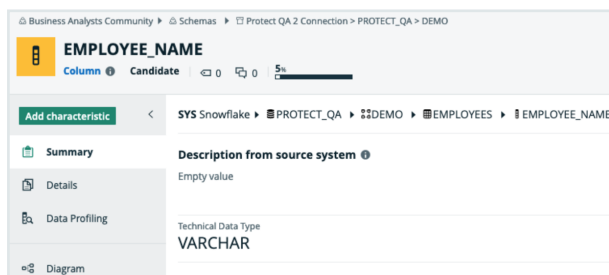 Business Analysts Community ▸ Schemas ▸ Protect QA 2 Connection > PROTECT_QA > DEMO
EMPLOYEE_NAME
Column Candidate 0 0 5%
Add characteristic <
SYS Snowflake ▸ PROTECT_QA ▸ DEMO ▸ EMPLOYEES ▸ EMPLOYEE_NAME
Summary
Description from source system
Empty value
Details
Data Profiling
Technical Data Type
VARCHAR
Diagram